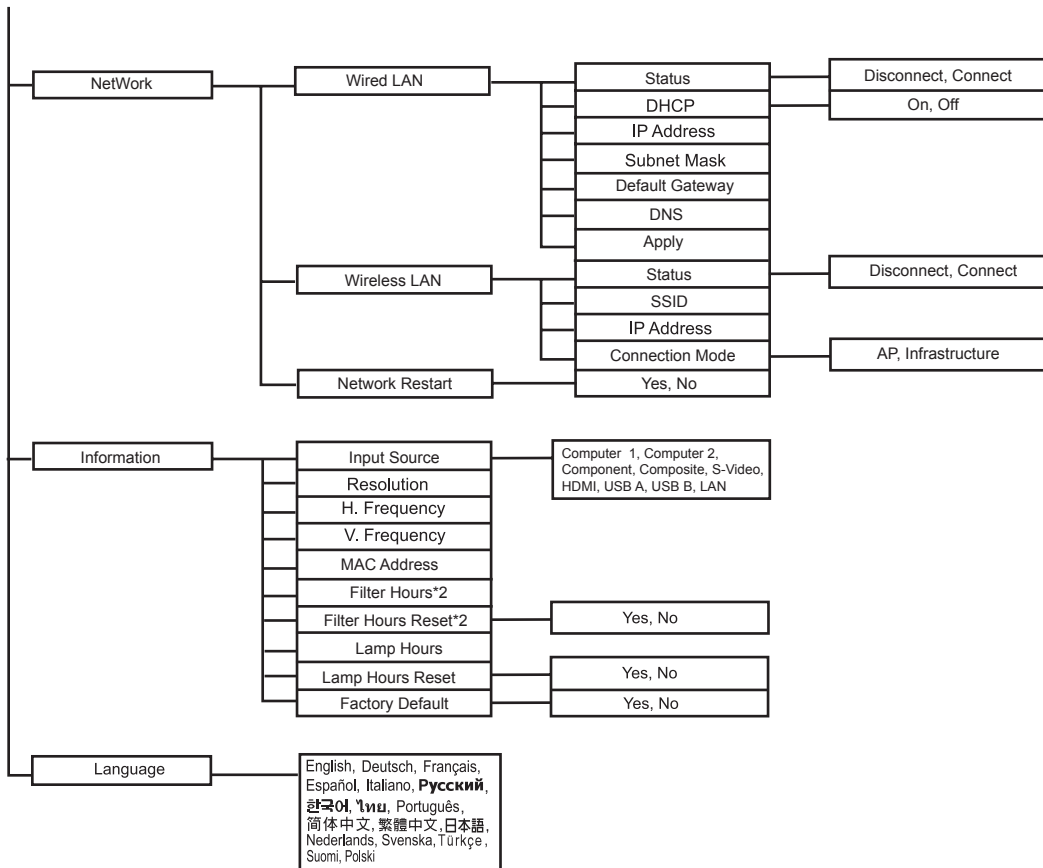 NetWork
Wired LAN
Status
Disconnect, Connect
DHCP
On, Off
IP Address
Subnet Mask
Default Gateway
DNS
Apply
Wireless LAN
Status
Disconnect, Connect
SSID
IP Address
Connection Mode
AP, Infrastructure
Network Restart
Yes, No
Information
Input Source
Computer 1, Computer 2,
Component, Composite, S-Video,
HDMI, USB A, USB B, LAN
Resolution
H. Frequency
V. Frequency
MAC Address
Filter Hours*2
Filter Hours Reset*2
Yes, No
Lamp Hours
Lamp Hours Reset
Yes, No
Factory Default
Yes, No
Language
English, Deutsch, Français,
Español, Italiano, Русский,
한국어, ไทย, Português,
简体中文, 繁體中文, 日本語,
Nederlands, Svenska, Türkçe,
Suomi, Polski